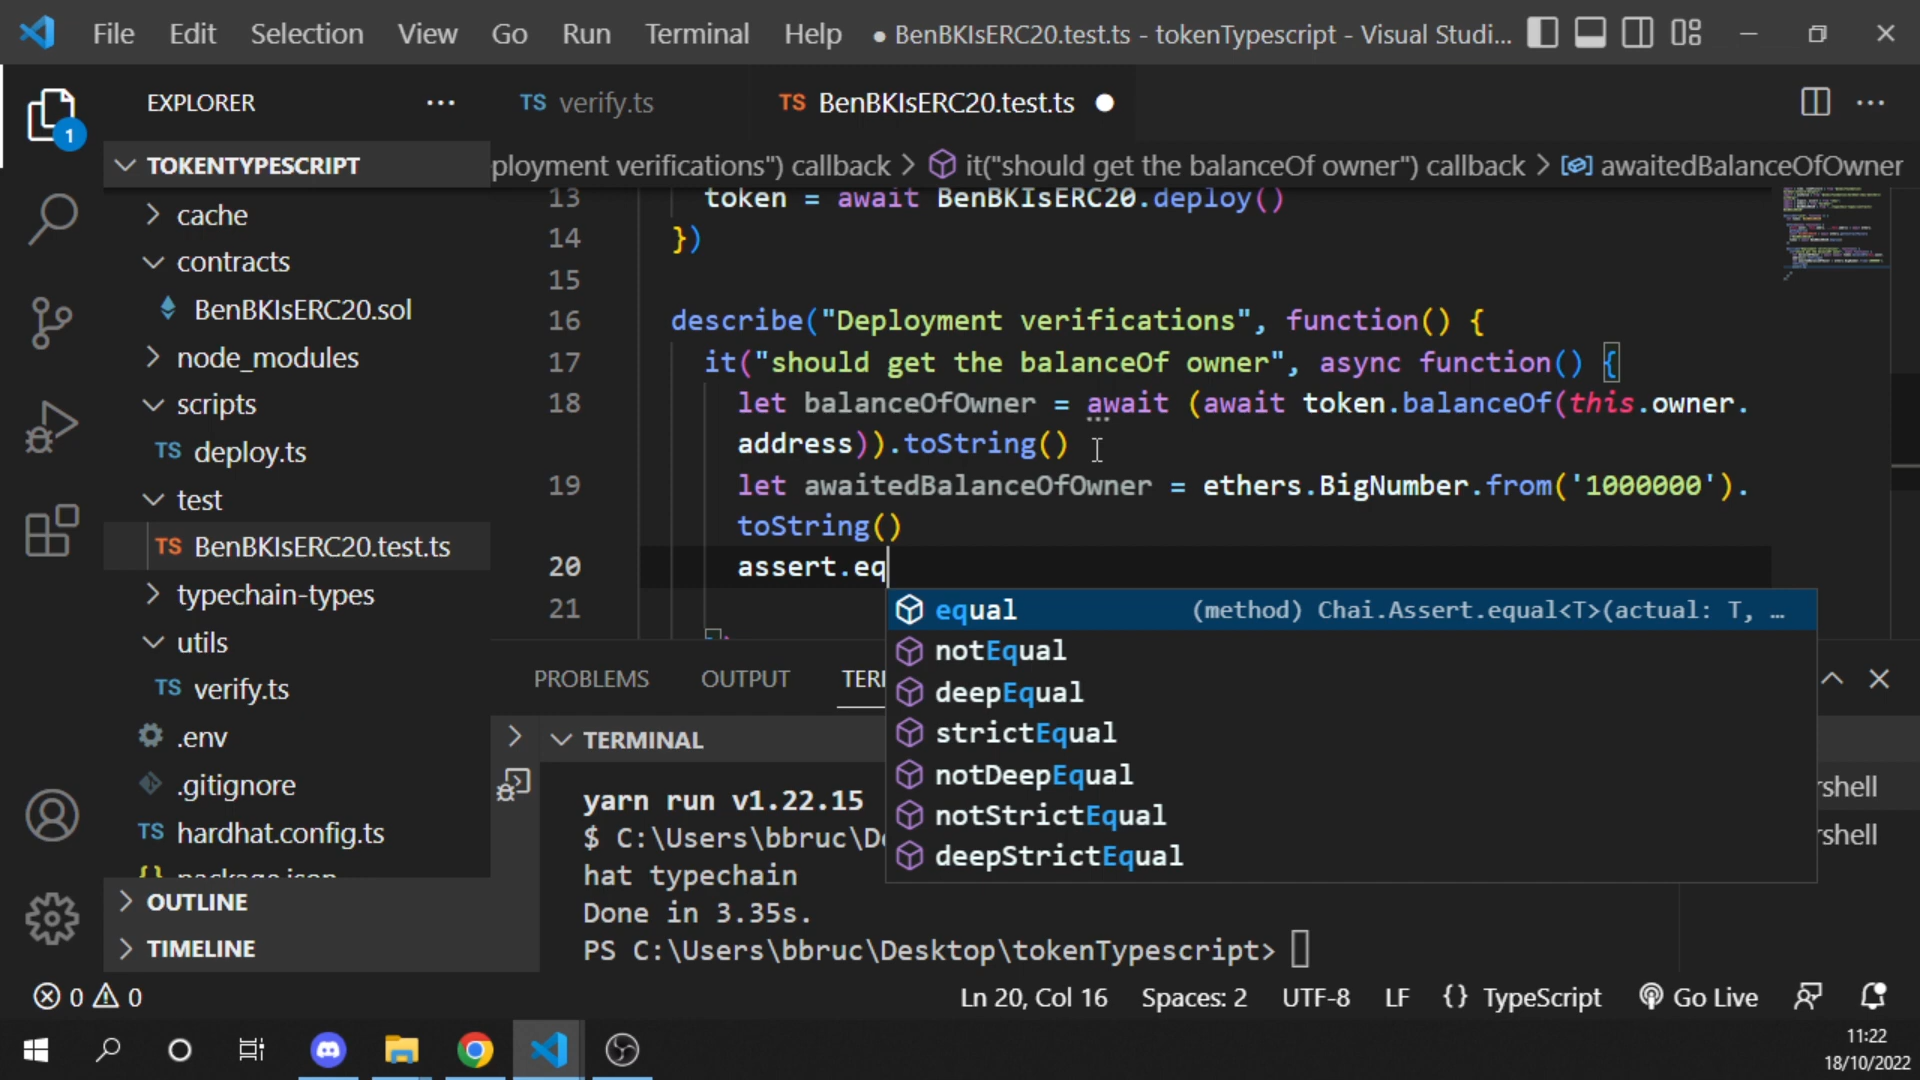 File Edit Selection View Go Run Terminal Help ● BenBKIsERC20.test.ts - tokenTypescript - Visual Studi...
EXPLORER ...
TS verify.ts
TS BenBKIsERC20.test.ts ●
TOKENTYPESCRIPT
ployment verifications") callback > it("should get the balanceOf owner") callback > awaitedBalanceOfOwner
cache
contracts
BenBKIsERC20.sol
node_modules
scripts
TS deploy.ts
test
TS BenBKIsERC20.test.ts
typechain-types
utils
TS verify.ts
.env
.gitignore
TS hardhat.config.ts
OUTLINE
TIMELINE
1
13 token = await BenBKIsERC20.deploy()
14 })
15
16 describe("Deployment verifications", function() {
17 it("should get the balanceOf owner", async function() {
18 let balanceOfOwner = await (await token.balanceOf(this.owner.
address)).toString()
19 let awaitedBalanceOfOwner = ethers.BigNumber.from('1000000').
toString()
20 assert.eq
21
equal (method) Chai.Assert.equal<T>(actual: T, …
notEqual
deepEqual
strictEqual
notDeepEqual
notStrictEqual
deepStrictEqual
PROBLEMS OUTPUT TER
TERMINAL
yarn run v1.22.15
$ C:\Users\bbruc\D
hat typechain
Done in 3.35s.
PS C:\Users\bbruc\Desktop\tokenTypescript>
rshell
rshell
0 0 Ln 20, Col 16 Spaces: 2 UTF-8 LF {} TypeScript Go Live
11:22
18/10/2022